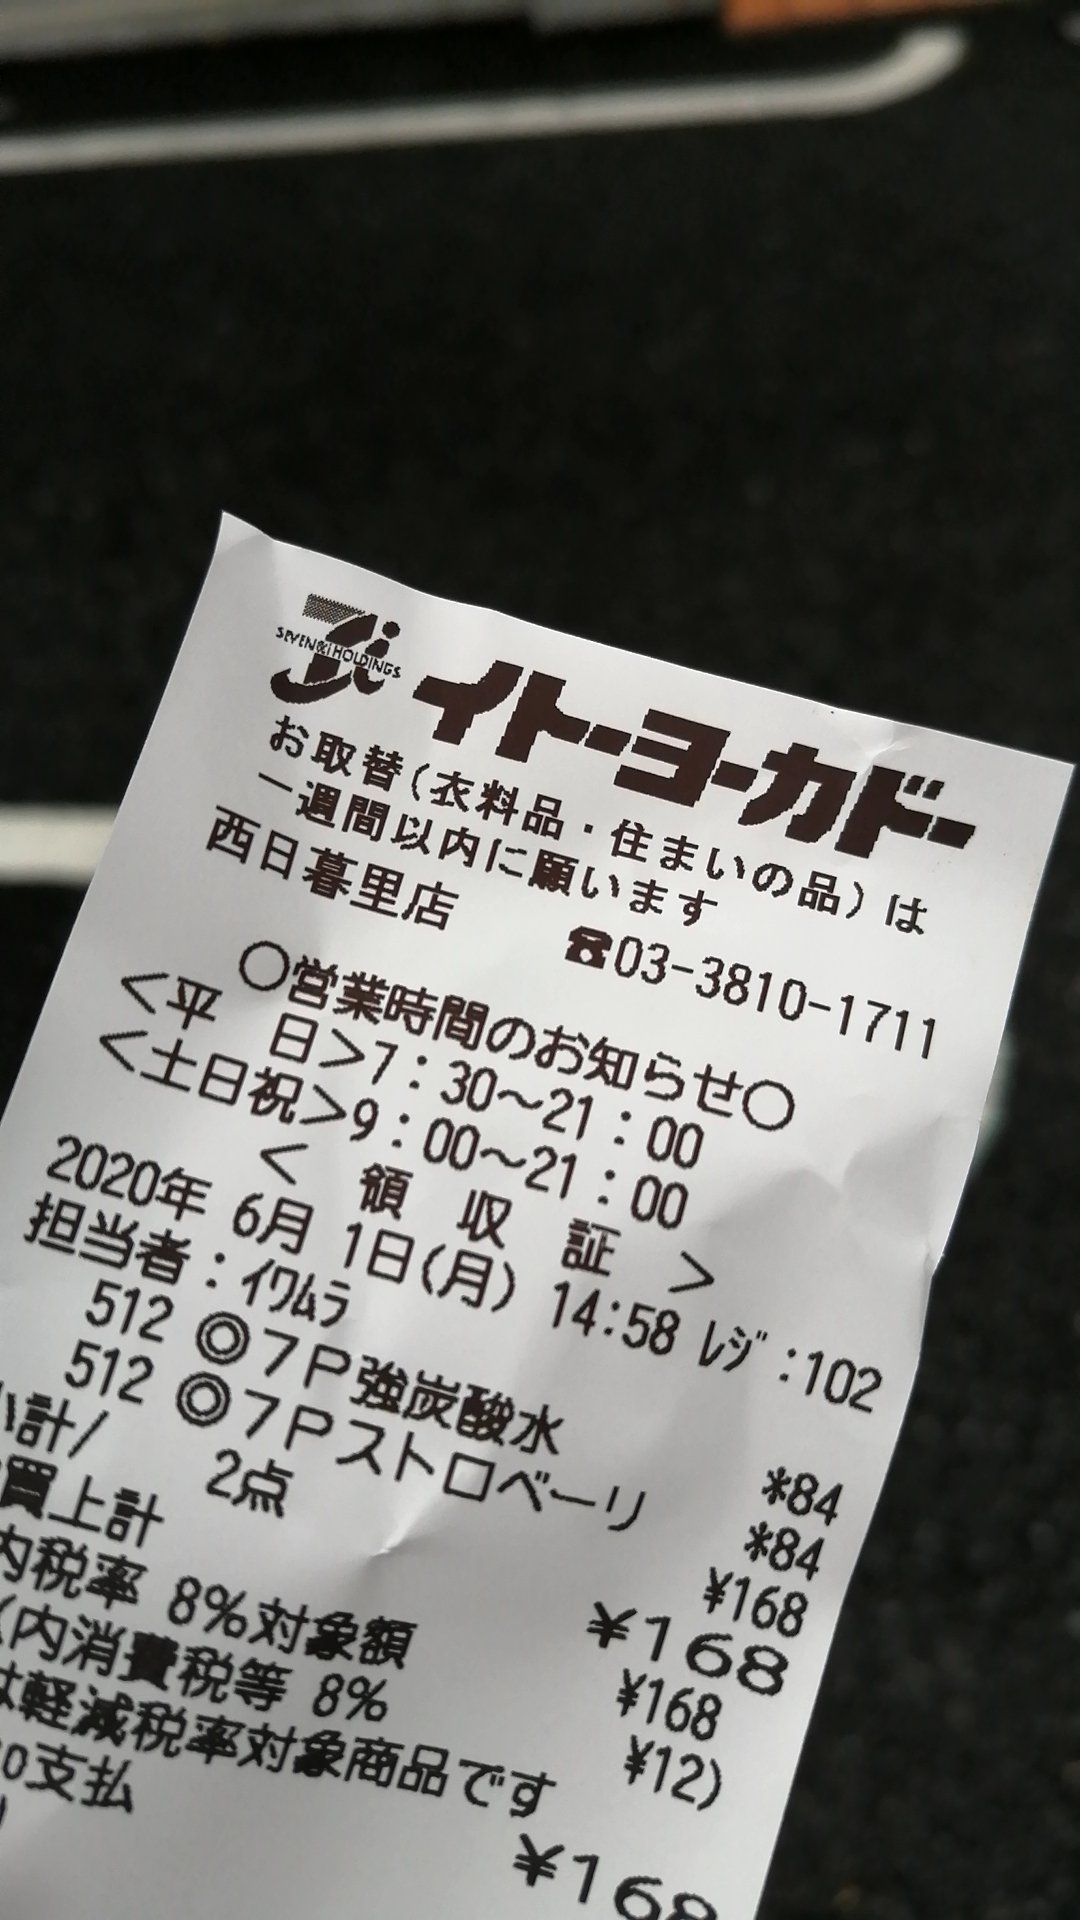 SEVEN&i HOLDINGS
イトーヨーカドー
お取替(衣料品・住まいの品)は
一週間以内に願います
西日暮里店 ☎03-3810-1711
○営業時間のお知らせ○
<平 日>7:30~21:00
<土日祝>9:00~21:00
< 領 収 証 >
2020年 6月 1日(月) 14:58 ﾚｼﾞ:102
担当者:ｲﾜﾑﾗ
512 ◎7P強炭酸水 *84
512 ◎7Pストロベーリ *84
小計/ 2点 ¥168
買上計 ¥168
内税率 8%対象額 ¥168
(内消費税等 8% ¥12)
は軽減税率対象商品です
支払 ¥168